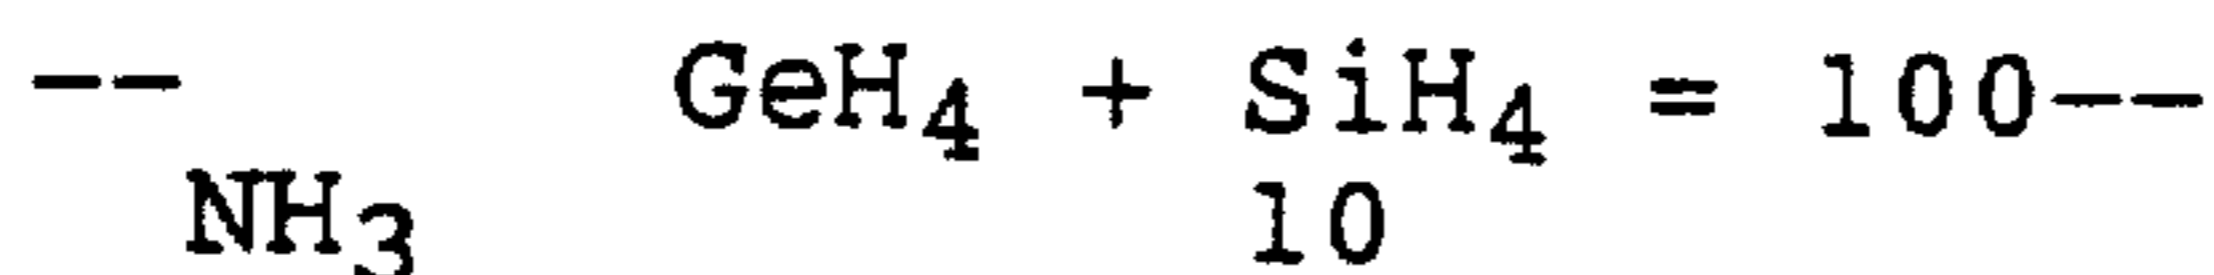 -- GeH4 + SiH4 = 100--
NH3 10